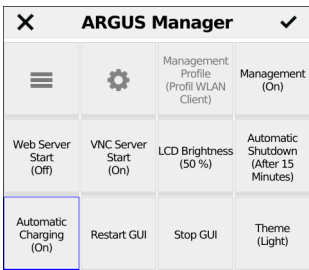 ARGUS Manager
Management
Profile
(Profil WLAN
Client)
Management
(On)
Web Server
Start
(Off)
VNC Server
Start
(On)
LCD Brightness
(50 %)
Automatic
Shutdown
(After 15
Minutes)
Automatic
Charging
(On)
Restart GUI
Stop GUI
Theme
(Light)